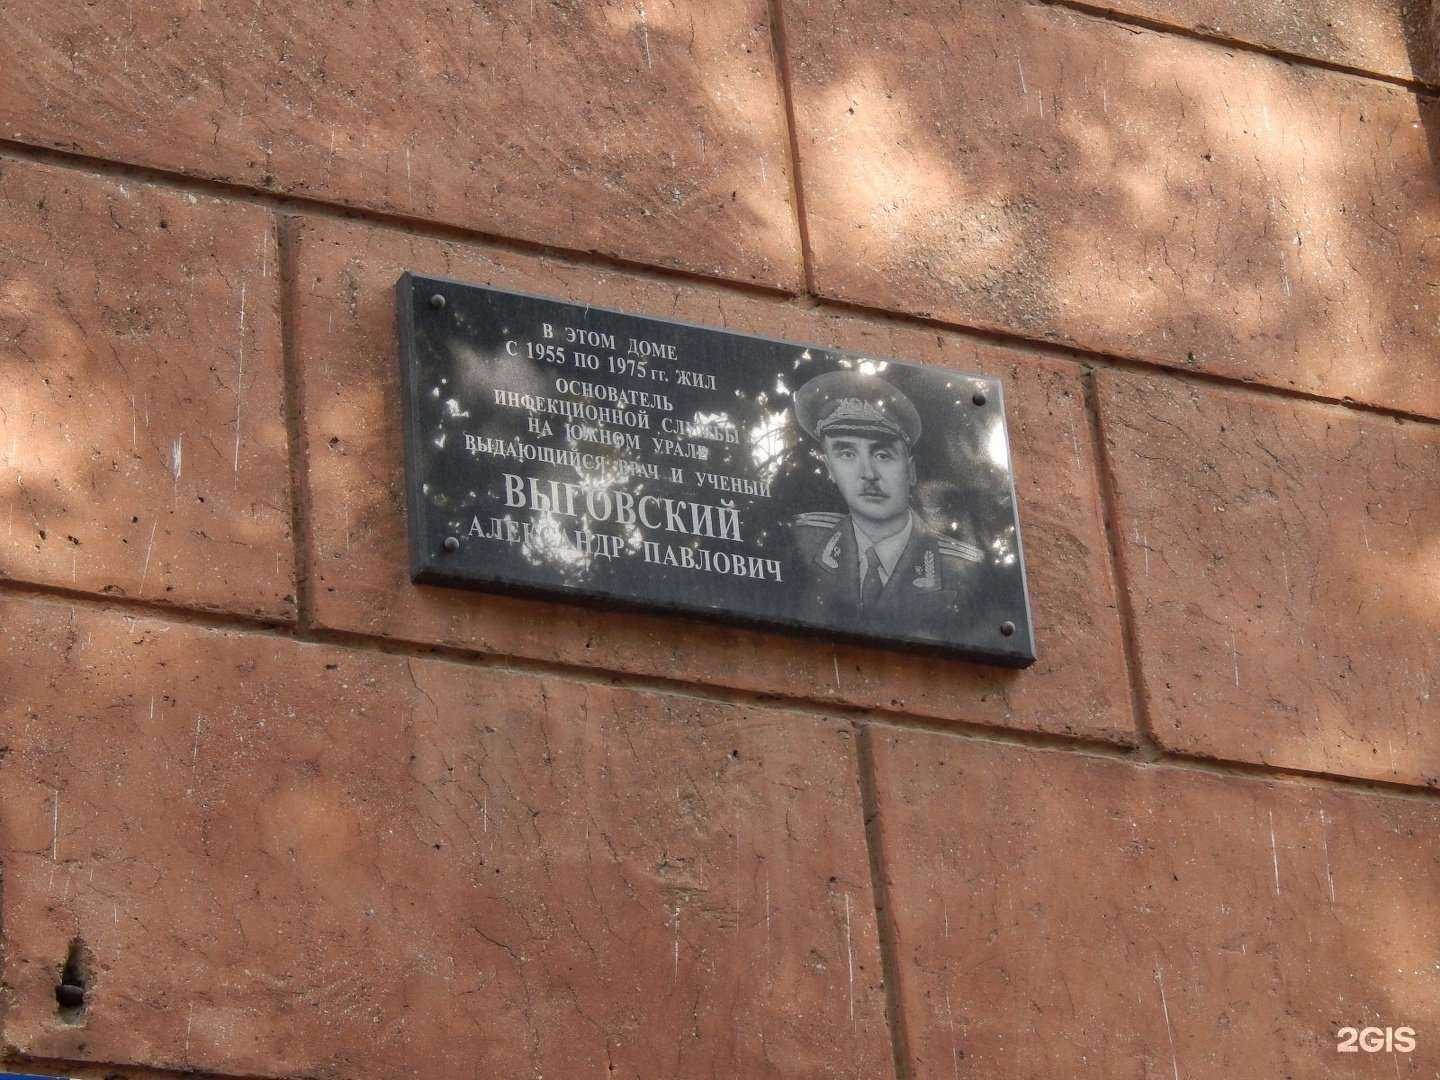 В ЭТОМ ДОМЕ
С 1955 ПО 1975 гг. ЖИЛ
ОСНОВАТЕЛЬ
ИНФЕКЦИОННОЙ СЛУЖБЫ
НА ЮЖНОМ УРАЛЕ
ВЫДАЮЩИЙСЯ ВРАЧ И УЧЕНЫЙ
ВЫГОВСКИЙ
АЛЕКСАНДР ПАВЛОВИЧ
2GIS